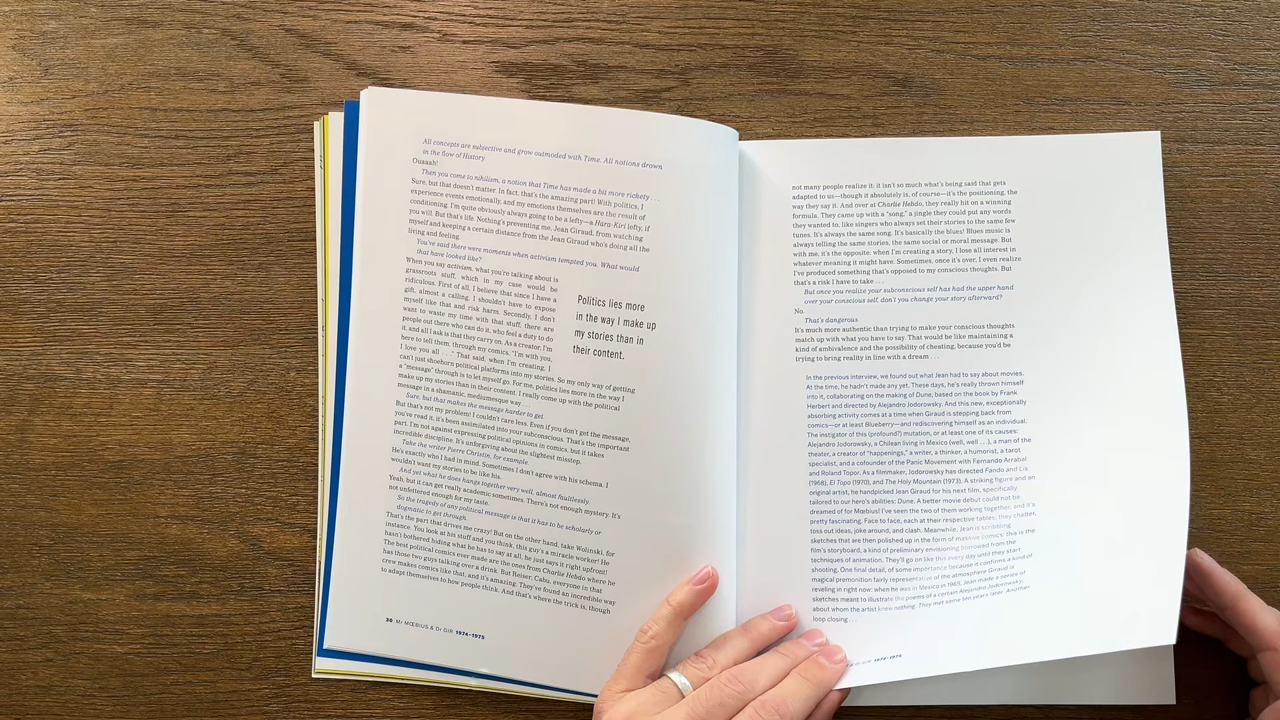 All concepts are subjective and grow outmoded with Time. All notions drown
in the flow of History.
Ouaaah!
Then you come to nihilism, a notion that Time has made a bit more rickety . . .
Sure, but that doesn't matter. In fact, that's the amazing part! With politics, I
experience events emotionally, and my emotions themselves are the result of
conditioning. I'm quite obviously always going to be a lefty—a Hara-Kiri lefty, if
you will. But that's life. Nothing's preventing me, Jean Giraud, from watching
myself and keeping a certain distance from the Jean Giraud who's doing all the
living and feeling.
You've said there were moments when activism tempted you. What would
that have looked like?
When you say activism, what you're talking about is
grassroots stuff, which in my case would be
ridiculous. First of all, I believe that since I have a
gift, almost a calling, I shouldn't have to expose
myself like that and risk harm. Secondly, I don't
want to waste my time with that stuff; there are
people out there who can do it, who feel a duty to do
it, and all I ask is that they carry on. As a creator, I'm
here to tell them, through my comics, "I'm with you,
I love you all . . ." That said, when I'm creating, I
can't just shoehorn political platforms into my stories. So my only way of getting
a "message" through is to let myself go. For me, politics lies more in the way I
make up my stories than in their content. I really come up with the political
message in a shamanic, mediumesque way . . .
Politics lies more
in the way I make up
my stories than in
their content.
Sure, but that makes the message harder to get.
But that's not my problem! I couldn't care less. Even if you don't get the message,
you've read it, it's been assimilated into your subconscious. That's the important
part. I'm not against expressing political opinions in comics, but it takes
incredible discipline. It's unforgiving about the slightest misstep.
Take the writer Pierre Christin, for example.
He's exactly who I had in mind. Sometimes I don't agree with his schema. I
wouldn't want my stories to be like his.
And yet what he does hangs together very well, almost faultlessly.
Yeah, but it can get really academic sometimes. There's not enough mystery. It's
not unfettered enough for my taste.
So the tragedy of any political message is that it has to be scholarly or
dogmatic to get through.
That's the part that drives me crazy! But on the other hand, take Wolinski, for
instance. You look at his stuff and you think, this guy's a miracle worker! He
hasn't bothered hiding what he has to say at all, he just says it right upfront!
The best political comics ever made are the ones from Charlie Hebdo where he
has those two guys talking over a drink. But Reiser, Cabu, everyone in that
crew makes comics like that, and it's amazing. They've found an incredible way
to adapt themselves to how people think. And that's where the trick is, though
30 Mr MŒBIUS & Dr GIR 1974-1975
not many people realize it: it isn't so much what's being said that gets
adapted to us—though it absolutely is, of course—it's the positioning, the
way they say it. And over at Charlie Hebdo, they really hit on a winning
formula. They came up with a "song," a jingle they could put any words
they wanted to, like singers who always set their stories to the same few
tunes. It's always the same song. It's basically the blues! Blues music is
always telling the same stories, the same social or moral message. But
with me, it's the opposite: when I'm creating a story, I lose all interest in
whatever meaning it might have. Sometimes, once it's over, I even realize
I've produced something that's opposed to my conscious thoughts. But
that's a risk I have to take . . .
But once you realize your subconscious self has had the upper hand
over your conscious self, don't you change your story afterward?
No.
That's dangerous.
It's much more authentic than trying to make your conscious thoughts
match up with what you have to say. That would be like maintaining a
kind of ambivalence and the possibility of cheating, because you'd be
trying to bring reality in line with a dream . . .
In the previous interview, we found out what Jean had to say about movies.
At the time, he hadn't made any yet. These days, he's really thrown himself
into it, collaborating on the making of Dune, based on the book by Frank
Herbert and directed by Alejandro Jodorowsky. And this new, exceptionally
absorbing activity comes at a time when Giraud is stepping back from
comics—or at least Blueberry—and rediscovering himself as an individual.
The instigator of this (profound?) mutation, or at least one of its causes:
Alejandro Jodorowsky, a Chilean living in Mexico (well, well . . .), a man of the
theater, a creator of "happenings," a writer, a thinker, a humorist, a tarot
specialist, and a cofounder of the Panic Movement with Fernando Arrabal
and Roland Topor. As a filmmaker, Jodorowsky has directed Fando and Lis
(1968), El Topo (1970), and The Holy Mountain (1973). A striking figure and an
original artist, he handpicked Jean Giraud for his next film, specifically
tailored to our hero's abilities: Dune. A better movie debut could not be
dreamed of for Mœbius! I've seen the two of them working together, and it's
pretty fascinating. Face to face, each at their respective tables, they chatter,
toss out ideas, joke around, and clash. Meanwhile, Jean is scribbling
sketches that are then polished up in the form of massive comics: this is the
film's storyboard, a kind of preliminary envisioning borrowed from the
techniques of animation. They'll go on like this every day until they start
shooting. One final detail, of some importance because it confirms a kind of
magical premonition fairly representative of the atmosphere Giraud is
reveling in right now: when he was in Mexico in 1965, Jean made a series of
sketches meant to illustrate the poems of a certain Alejandro Jodorowsky,
about whom the artist knew nothing. They met some ten years later. Another
loop closing . . .
GIR 1974-1975